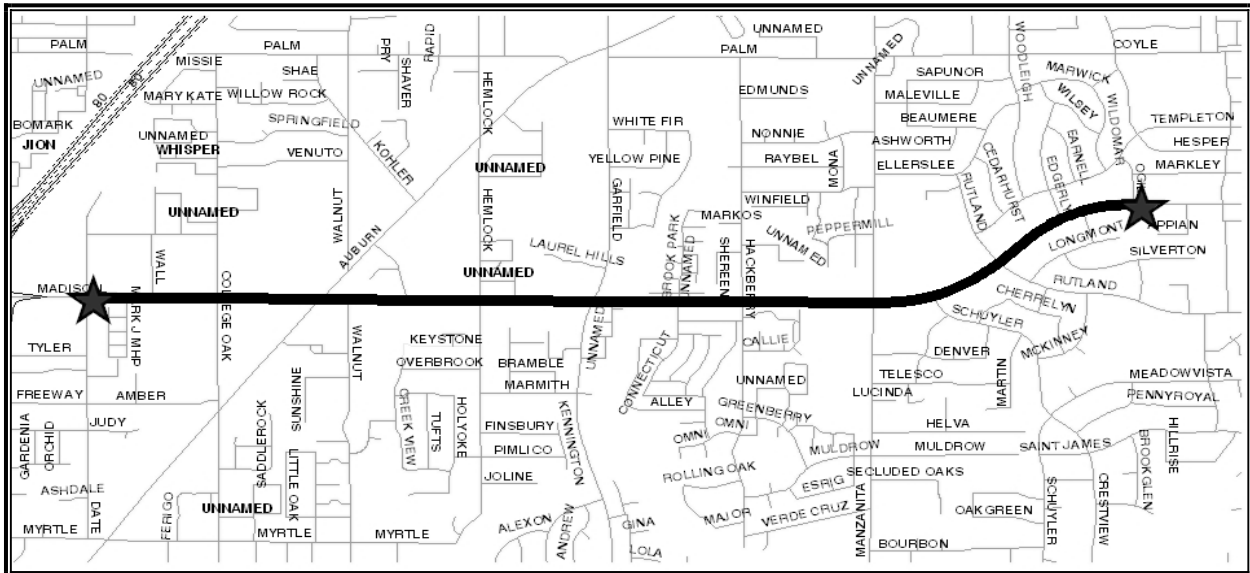 PALM
PALM
PRY
RAPID
UNNAMED
PALM
UNNAMED
WOODLEIGH
COYLE
MISSIE
SHAE
SHAVER
UNNAMED
80
80
HEMLOCK
SAPUNOR
MARWICK
MARY KATE
WILLOW ROCK
EDMUNDS
MALEVILLE
WILSEY
WILDOMAR
BOMARK
UNNAMED
SPRINGFIELD
WHITE FIR
NONNIE
BEAUMERE
TEMPLETON
JION
WHISPER
VENUTO
KOHLER
ASHWORTH
EARNELL
HESPER
UNNAMED
YELLOW PINE
RAYBEL
MONA
ELLERSLEE
CEDARHURST
EDGERLY
MARKLEY
UNNAMED
WALNUT
HEMLOCK
GARFIELD
WINFIELD
RUTLAND
MARKOS
PEPPERMILL
APPIAN
AUBURN
LAUREL HILLS
BROOK PARK
UNNAMED
SHEREEN
HACKBERRY
UNNAMED
LONGMONT
SILVERTON
WALL
UNNAMED
MADISON
COLLEGE OAK
RUTLAND
CHERRELYN
MARK J MHP
WALNUT
UNNAMED
SCHUYLER
TYLER
KEYSTONE
CONNECTICUT
CALLIE
DENVER
MCKINNEY
OVERBROOK
BRAMBLE
MARMITH
UNNAMED
TELESCO
MARTIN
MEADOWVISTA
FREEWAY
AMBER
SUNSHINE
ALLEY
GREENBERRY
LUCINDA
PENNYROYAL
GARDENIA
ORCHID
JUDY
SADDLEROCK
CREEK VIEW
TUFTS
HOLYOKE
FINSBURY
KENNINGTON
OMNI
OMNI
HELVA
HILLRISE
PIMLICO
MULDROW
MULDROW
SAINT JAMES
BROOKGLEN
LITTLE OAK
JOLINE
ROLLING OAK
SECLUDED OAKS
ASHDALE
ESRIG
DATE
FERIGO
UNNAMED
ALEXON
ANDREW
GINA
MAJOR
VERDE CRUZ
MANZANITA
OAKGREEN
SCHUYLER
CRESTVIEW
MYRTLE
MYRTLE
MYRTLE
LOLA
BOURBON